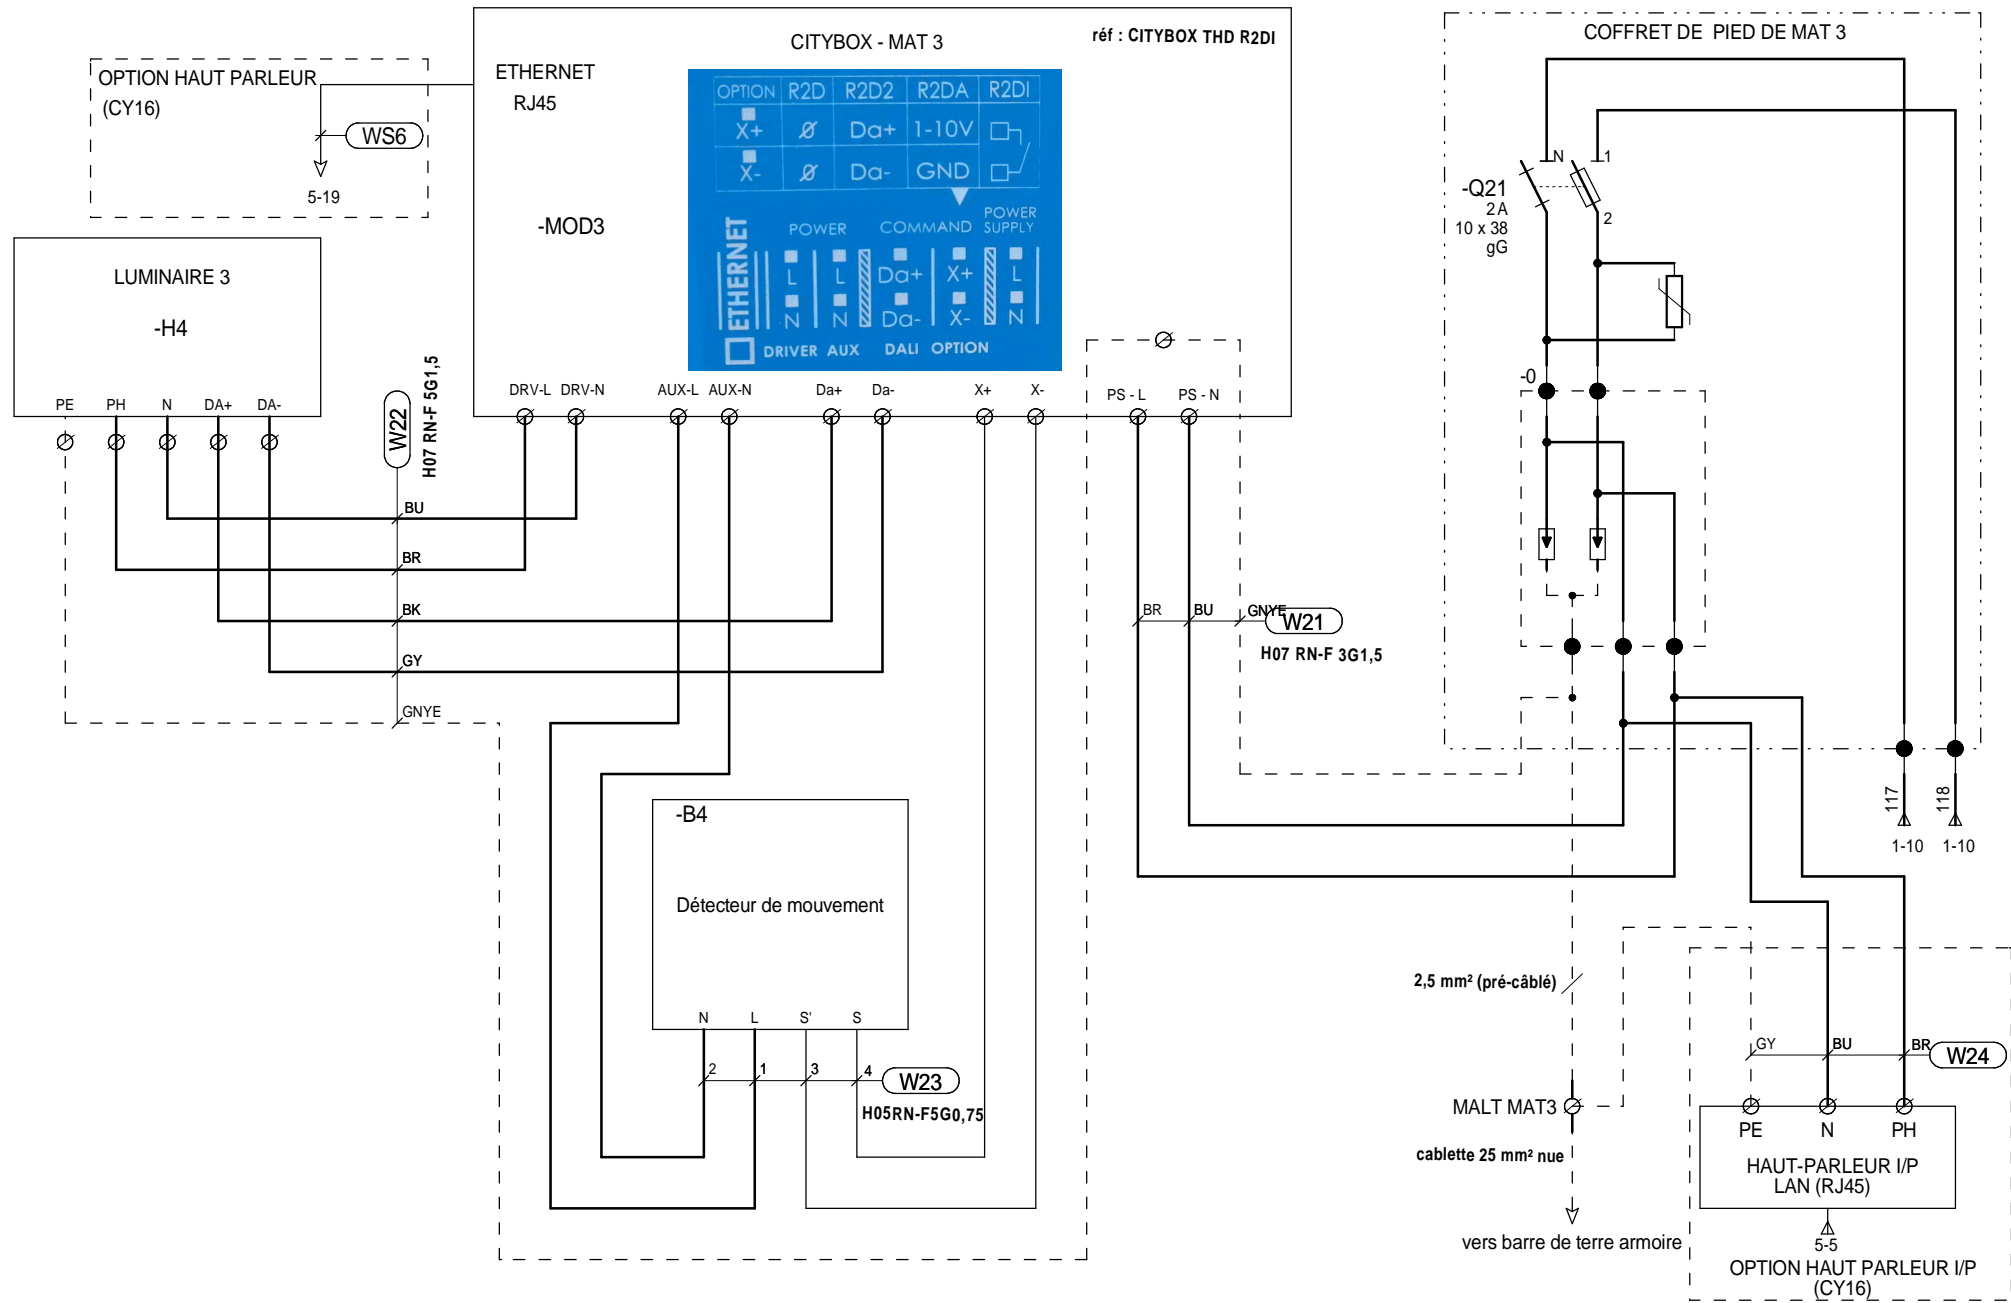 OPTION HAUT PARLEUR
(CY16)
WS6
5-19
CITYBOX - MAT 3
réf : CITYBOX THD R2DI
ETHERNET
RJ45
-MOD3
OPTION R2D R2D2 R2DA R2DI
X+ Ø Da+ 1-10V
X- Ø Da- GND
ETHERNET
POWER COMMAND POWER SUPPLY
L L Da+ X+ L
N N Da- X- N
DRIVER AUX DALI OPTION
DRV-L DRV-N AUX-L AUX-N Da+ Da- X+ X- PS - L PS - N
LUMINAIRE 3
-H4
PE PH N DA+ DA-
W22
H07 RN-F 5G1,5
BU
BR
BK
GY
GNYE
-B4
Détecteur de mouvement
N L S' S
2 1 3 4
W23
H05RN-F5G0,75
BR BU GNYE
W21
H07 RN-F 3G1,5
COFFRET DE PIED DE MAT 3
N 1
-Q21
2A
10 x 38
gG
2
-0
117 118
1-10 1-10
2,5 mm² (pré-câblé)
MALT MAT3
cablette 25 mm² nue
vers barre de terre armoire
GY BU BR
W24
PE N PH
HAUT-PARLEUR I/P
LAN (RJ45)
5-5
OPTION HAUT PARLEUR I/P
(CY16)